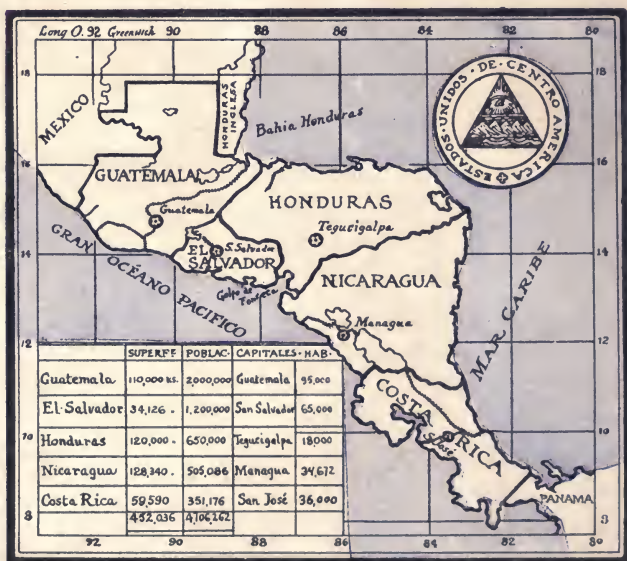 Long O. 92 Greenwich 90 88 86 84 82 80
18 18
MEXICO
HONDURAS INGLESA
Bahia Honduras
ESTADOS · UNIDOS · DE · CENTRO AMERICA
16 16
GUATEMALA
HONDURAS
Guatemala
Tegucigalpa
14 14
GRAN OCÉANO PACIFICO
EL SALVADOR
S. Salvador
Golfo de Fonseca
NICARAGUA
Managua
MAR CARIBE
12 12
COSTA RICA
S. José
PANAMA
10 10
8 8
SUPERFF POBLAC· CAPITALES· HAB·
Guatemala 110,000 KS. 2,000,000 Guatemala 95,000
El·Salvador 34,126 · 1,200,000 San Salvador 65,000
Honduras 120,000 · 650,000 Tegucigalpa 18000
Nicaragua 128,340 · 505,086 Managua 34,672
Costa Rica 59,590 351,176 San José 36,000
452,036 4,706,262
92 90 88 86 84 82